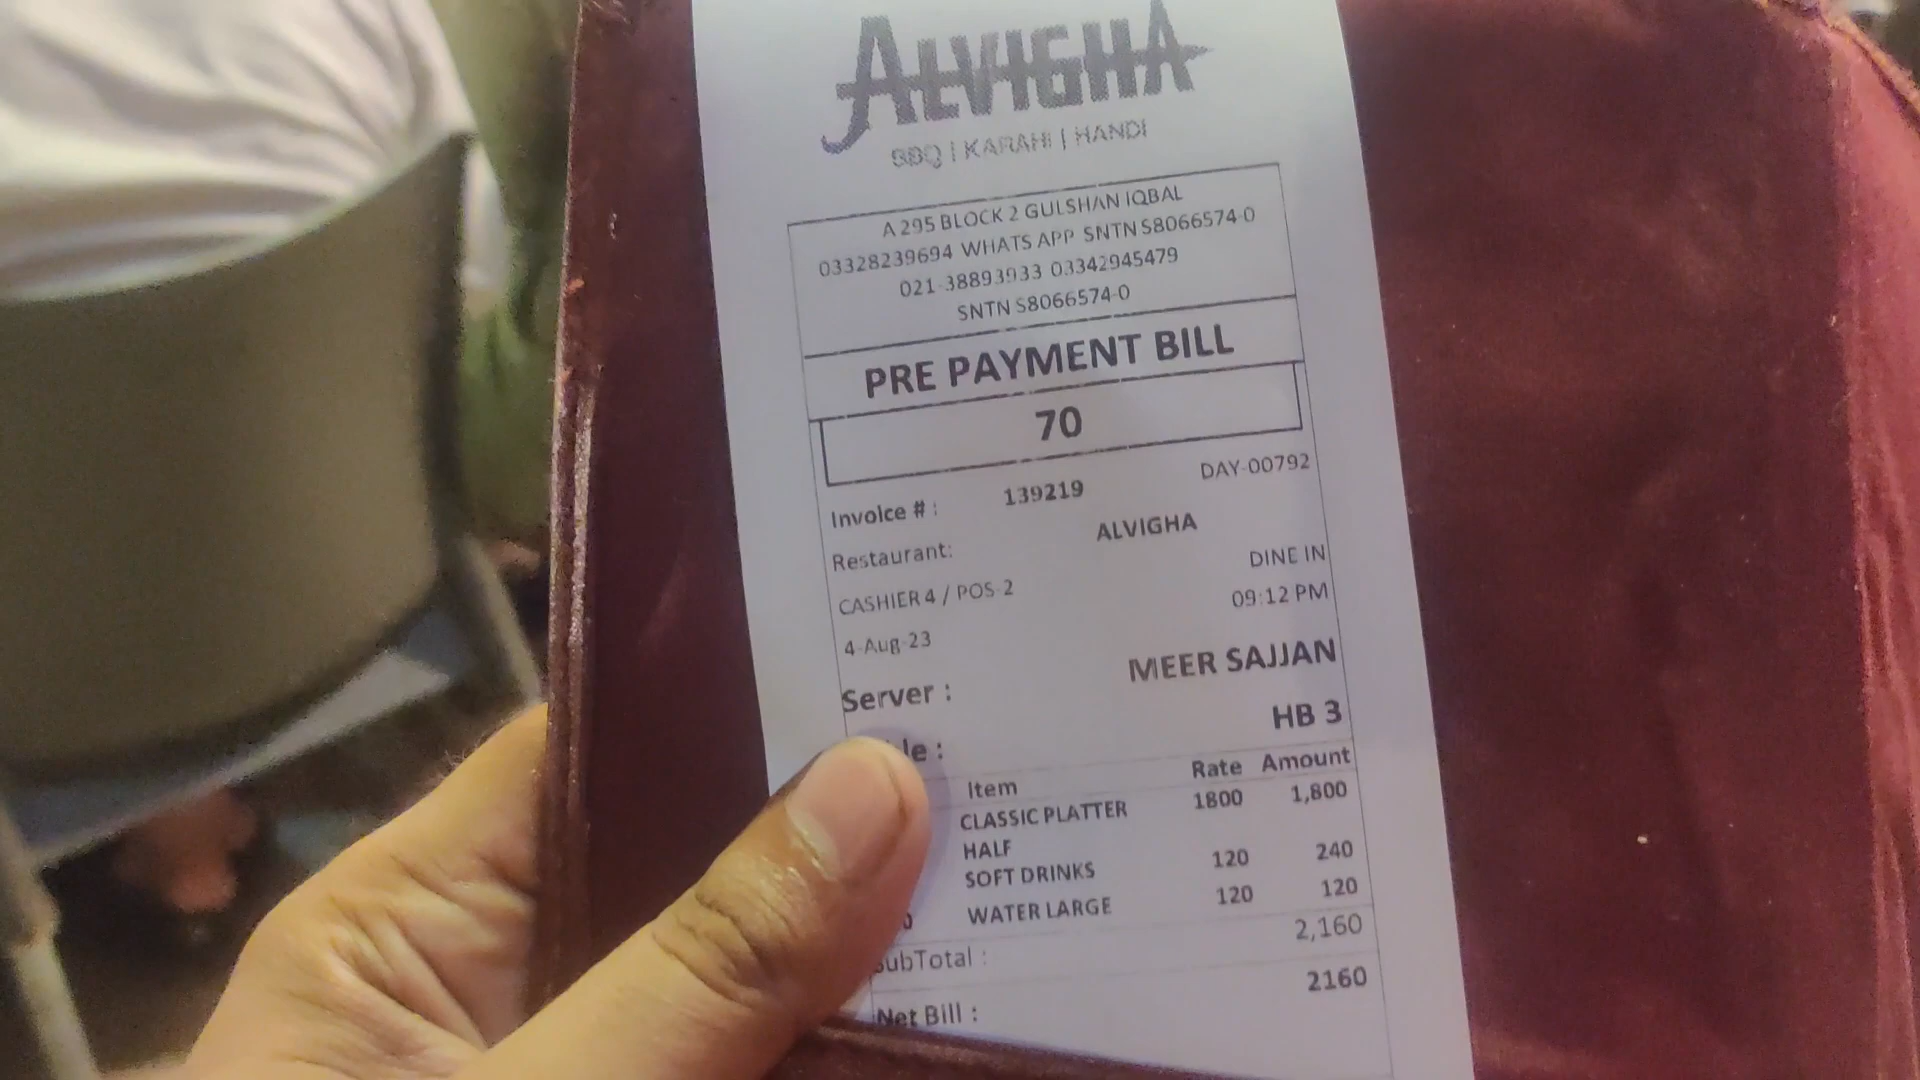 ALVIGHA
BBQ | KARAHI | HANDI
A 295 BLOCK 2 GULSHAN IQBAL
03328239694 WHATS APP SNTN S8066574-0
021-38893933 03342945479
SNTN S8066574-0
PRE PAYMENT BILL
70
Invoice # : 139219 DAY-00792
Restaurant: ALVIGHA
CASHIER 4 / POS-2 DINE IN
4-Aug-23 09:12 PM
Server : MEER SAJJAN
le : HB 3
Item Rate Amount
CLASSIC PLATTER 1800 1,800
HALF
SOFT DRINKS 120 240
WATER LARGE 120 120
SubTotal : 2,160
Net Bill : 2160